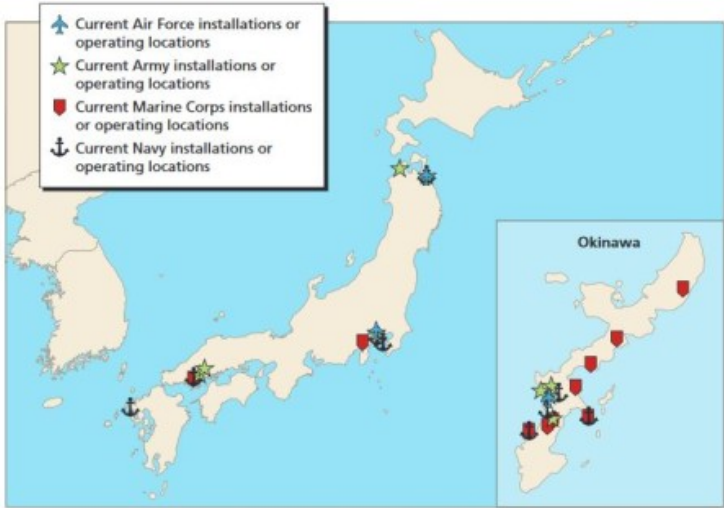 Current Air Force installations or
operating locations
Current Army installations or
operating locations
Current Marine Corps installations
or operating locations
Current Navy installations or
operating locations
Okinawa